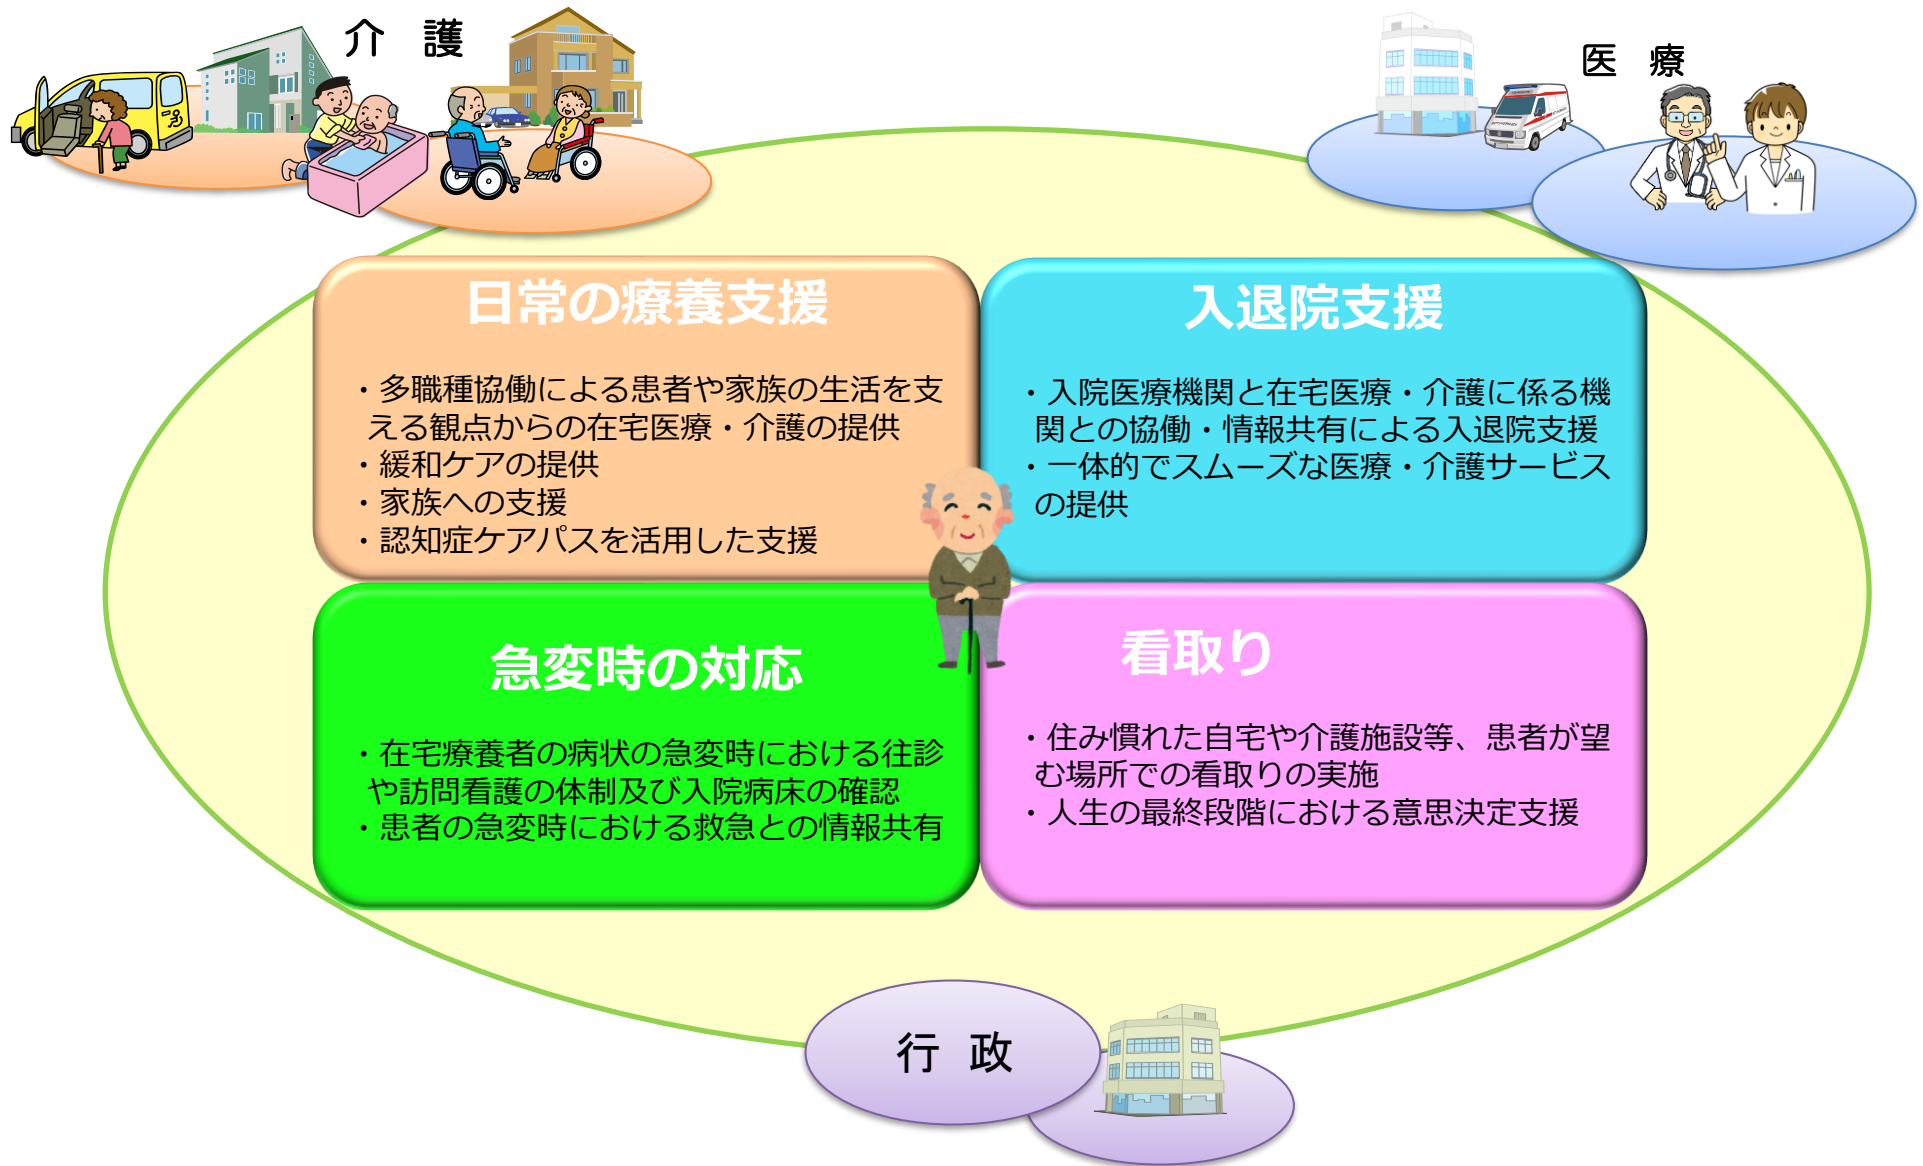 介 護
医 療
日常の療養支援
・多職種協働による患者や家族の生活を支
える観点からの在宅医療・介護の提供
・緩和ケアの提供
・家族への支援
・認知症ケアパスを活用した支援
入退院支援
・入院医療機関と在宅医療・介護に係る機
関との協働・情報共有による入退院支援
・一体的でスムーズな医療・介護サービス
の提供
急変時の対応
・在宅療養者の病状の急変時における往診
や訪問看護の体制及び入院病床の確認
・患者の急変時における救急との情報共有
看取り
・住み慣れた自宅や介護施設等、患者が望
む場所での看取りの実施
・人生の最終段階における意思決定支援
行 政